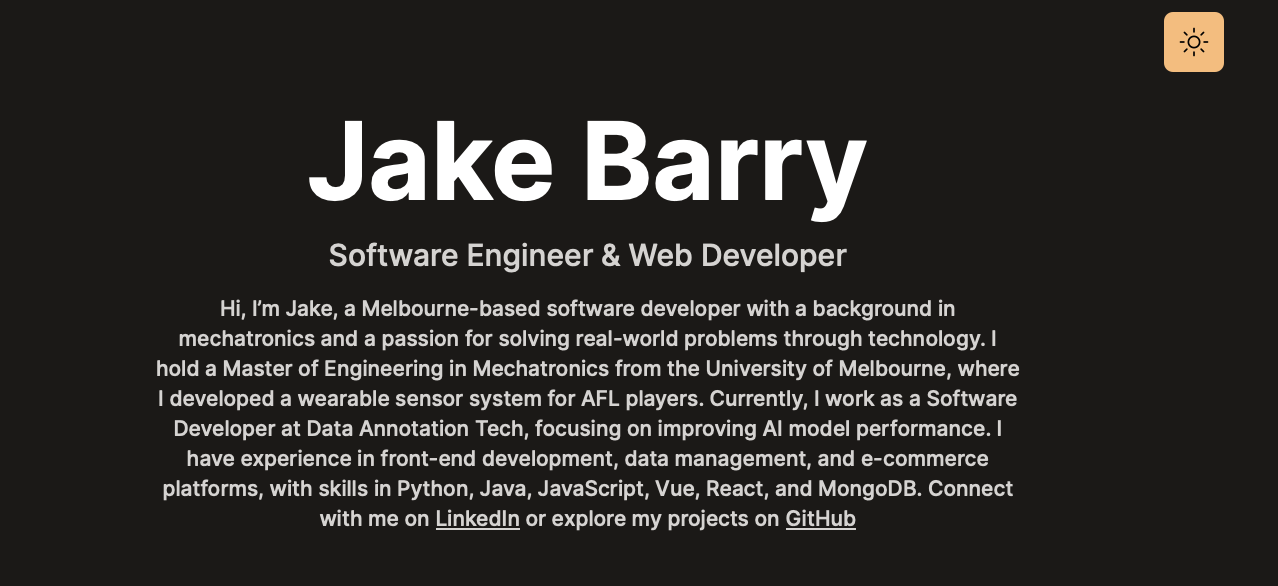 Jake Barry
Software Engineer & Web Developer
Hi, I’m Jake, a Melbourne-based software developer with a background in
mechatronics and a passion for solving real-world problems through technology. I
hold a Master of Engineering in Mechatronics from the University of Melbourne, where
I developed a wearable sensor system for AFL players. Currently, I work as a Software
Developer at Data Annotation Tech, focusing on improving AI model performance. I
have experience in front-end development, data management, and e-commerce
platforms, with skills in Python, Java, JavaScript, Vue, React, and MongoDB. Connect
with me on LinkedIn or explore my projects on GitHub